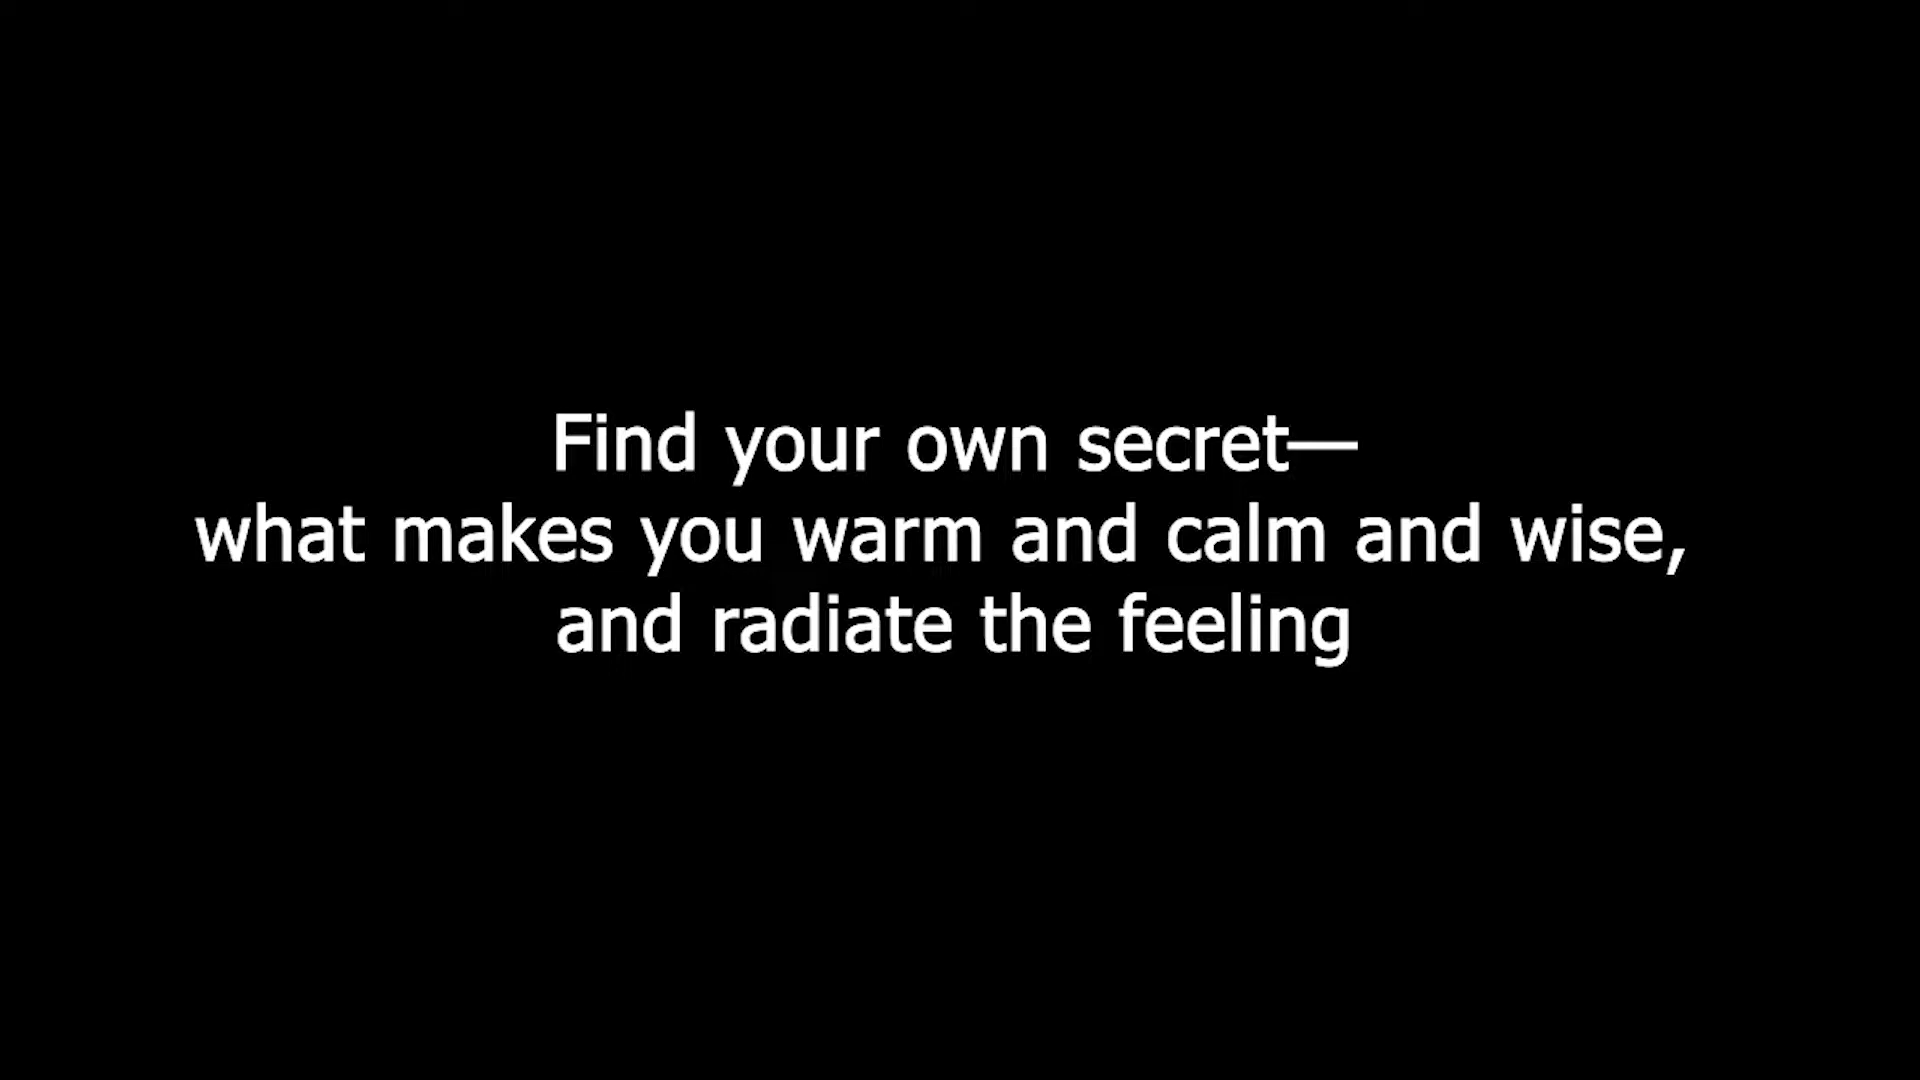 Find your own secret—
what makes you warm and calm and wise,
and radiate the feeling